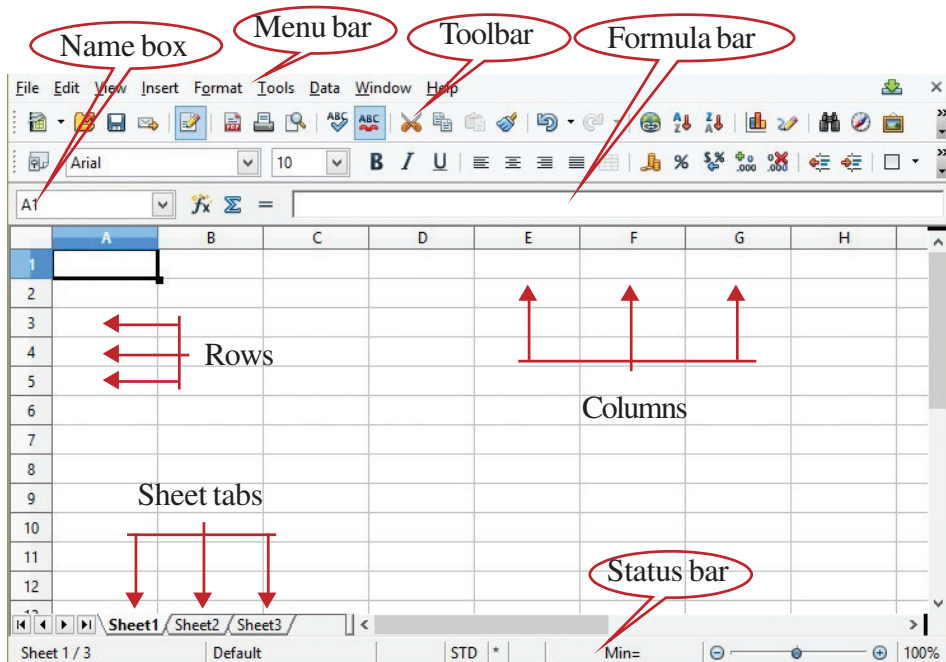 Name box
Menu bar
Toolbar
Formula bar
File Edit View Insert Format Tools Data Window Help
Arial 10 B I U
A1 fx Σ =
A B C D E F G H
1
2
3
4
5
6
7
8
9
10
11
12
Rows
Columns
Sheet tabs
Status bar
Sheet1 Sheet2 Sheet3
Sheet 1 / 3 Default STD * Min= 100%